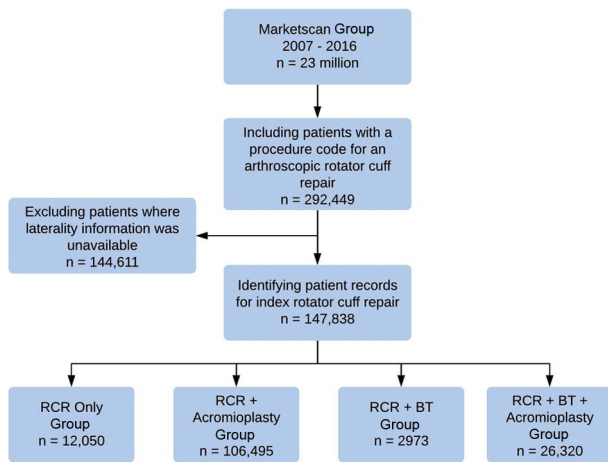 Marketscan Group
2007 - 2016
n = 23 million
Including patients with a
procedure code for an
arthroscopic rotator cuff
repair
n = 292,449
Excluding patients where
laterality information was
unavailable
n = 144,611
Identifying patient records
for index rotator cuff repair
n = 147,838
RCR Only
Group
n = 12,050
RCR +
Acromioplasty
Group
n = 106,495
RCR + BT
Group
n = 2973
RCR + BT +
Acromioplasty
Group
n = 26,320